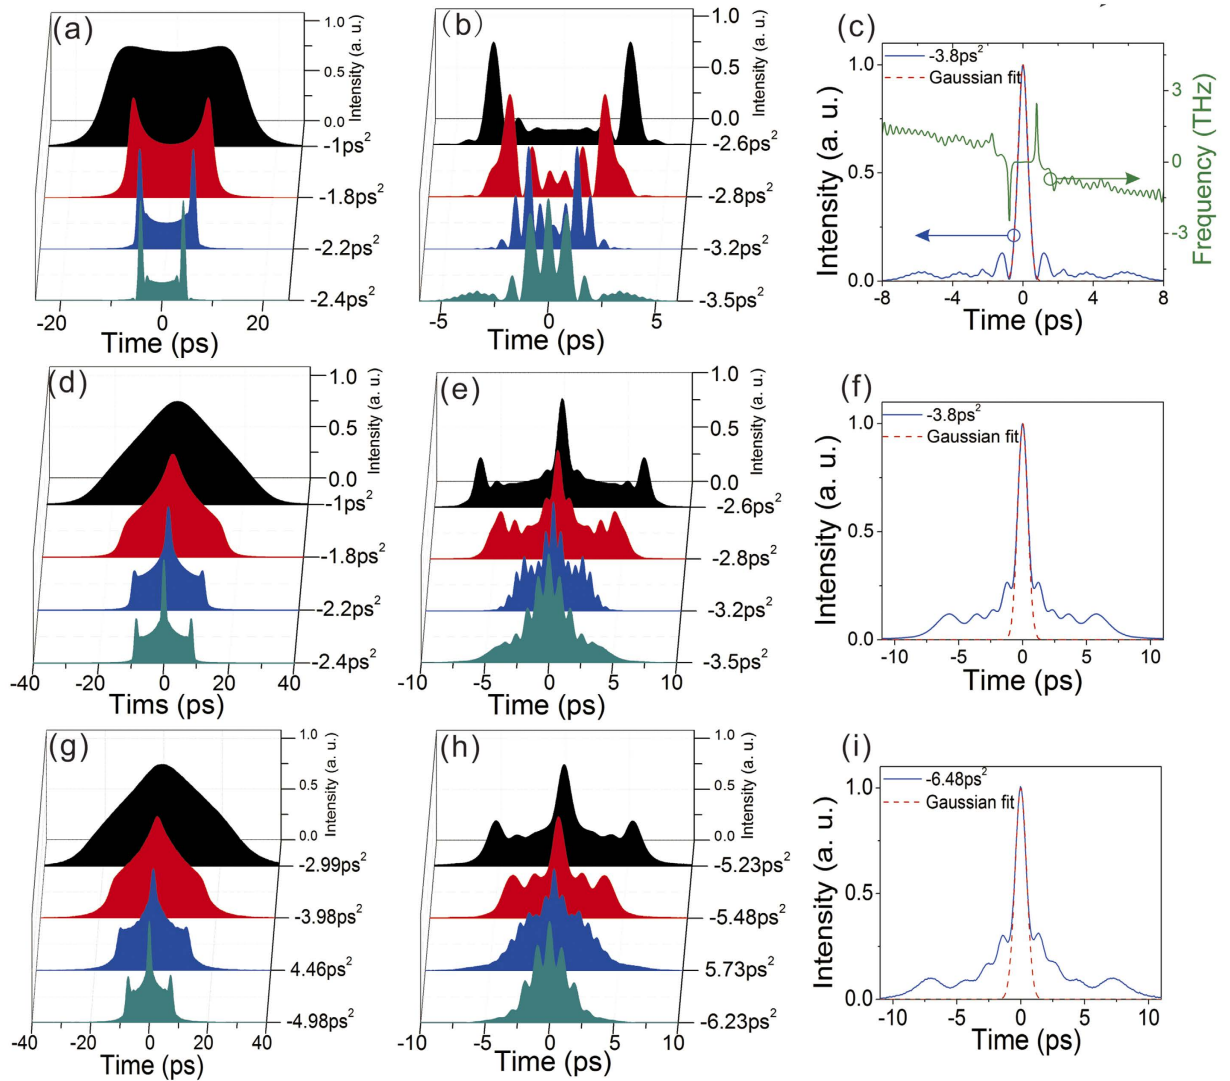 (a)
1.0
0.5
0.0
Intensity (a. u.)
-1ps²
-1.8ps²
-2.2ps²
-2.4ps²
-20 0 20
Time (ps)
(b)
1.0
0.5
0.0
Intensity (a. u.)
-2.6ps²
-2.8ps²
-3.2ps²
-3.5ps²
-5 0 5
Time (ps)
(c)
-3.8ps²
Gaussian fit
1.0
0.5
0.0
Intensity (a. u.)
3
0
-3
Frequency (THz)
-8 -4 0 4 8
Time (ps)
(d)
1.0
0.5
0.0
Intensity (a. u.)
-1ps²
-1.8ps²
-2.2ps²
-2.4ps²
-40 -20 0 20 40
Tims (ps)
(e)
1.0
0.5
0.0
Intensity (a. u.)
-2.6ps²
-2.8ps²
-3.2ps²
-3.5ps²
-10 -5 0 5 10
Time (ps)
(f)
-3.8ps²
Gaussian fit
1.0
0.5
0.0
Intensity (a. u.)
-10 -5 0 5 10
Time (ps)
(g)
1.0
0.5
0.0
Intensity (a. u.)
-2.99ps²
-3.98ps²
4.46ps²
-4.98ps²
-40 -20 0 20 40
Time (ps)
(h)
1.0
0.5
0.0
Intensity (a. u.)
-5.23ps²
-5.48ps²
5.73ps²
-6.23ps²
-10 -5 0 5 10
Time (ps)
(i)
-6.48ps²
Gaussian fit
1.0
0.5
0.0
Intensity (a. u.)
-10 -5 0 5 10
Time (ps)